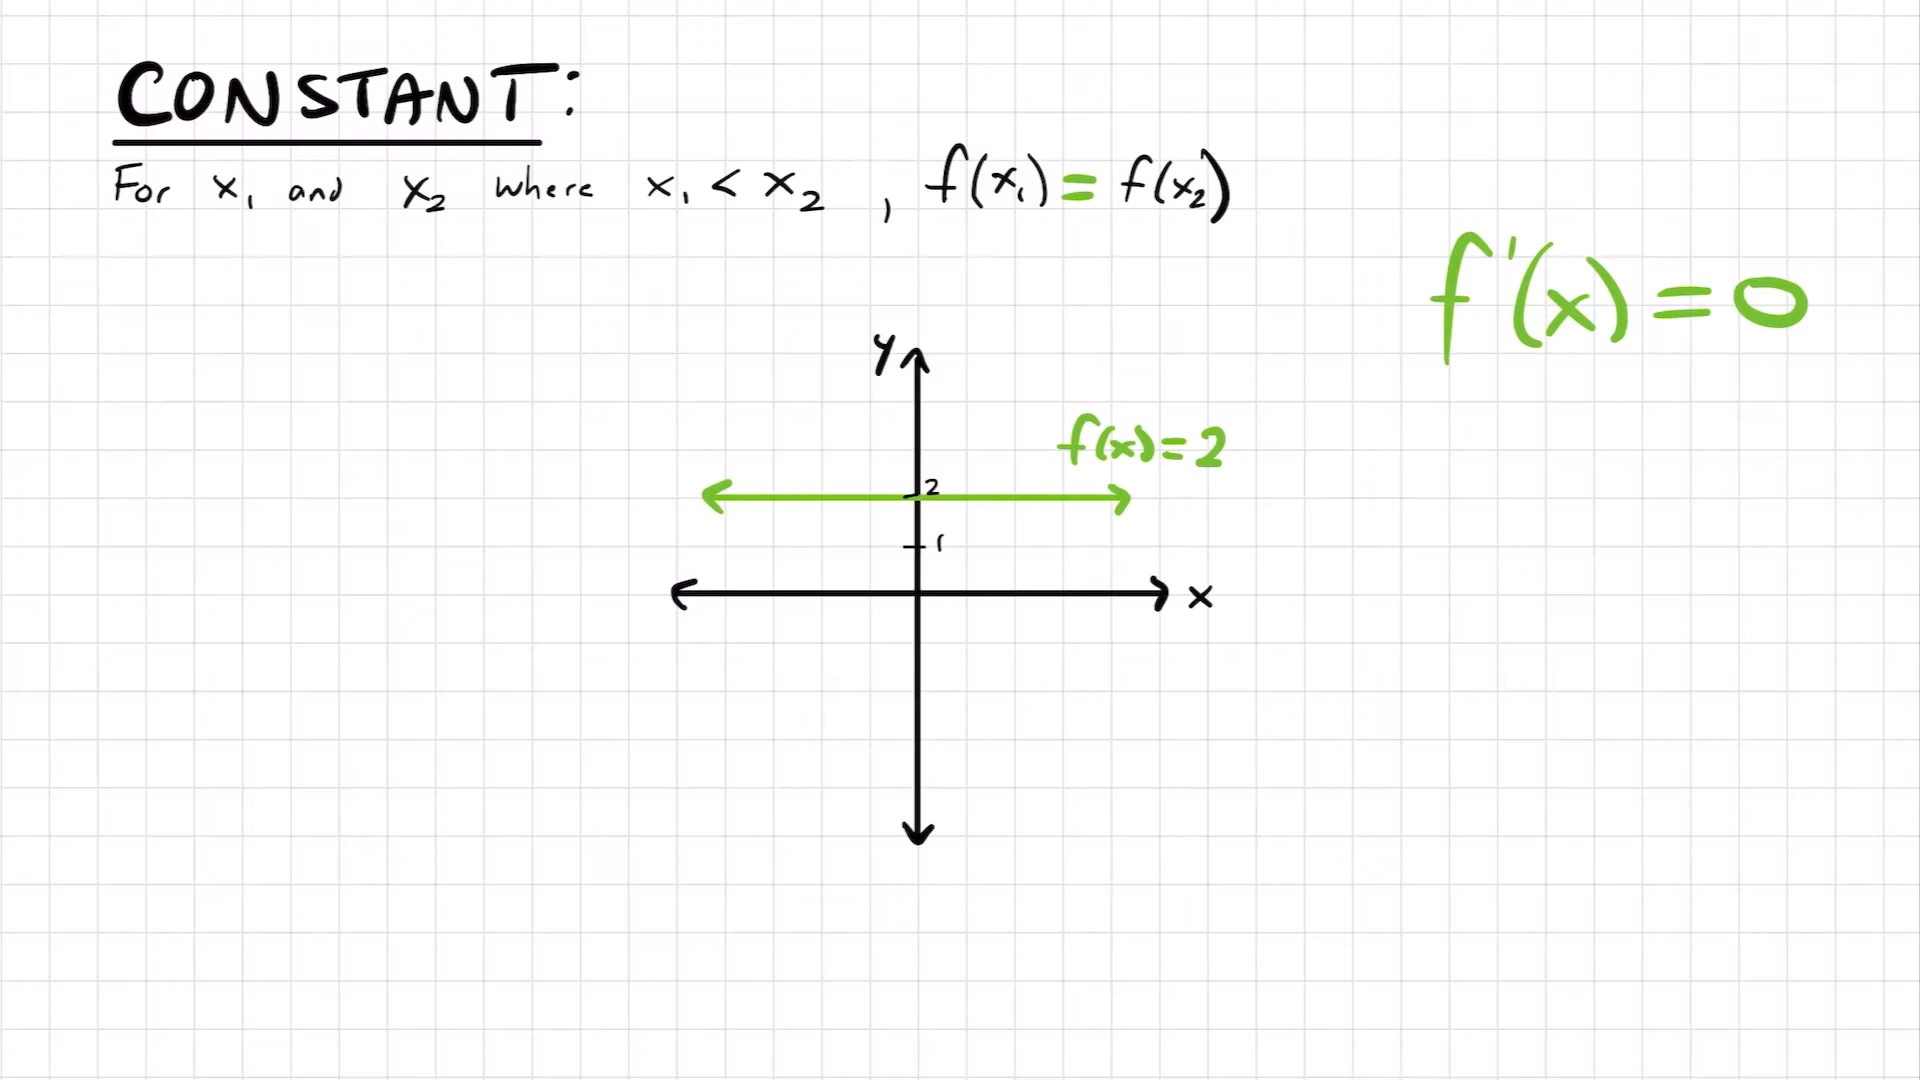 CONSTANT:
For x₁ and x₂ where x₁ < x₂ , f(x₁) = f(x₂)
f'(x) = 0
y
f(x) = 2
2
1
x